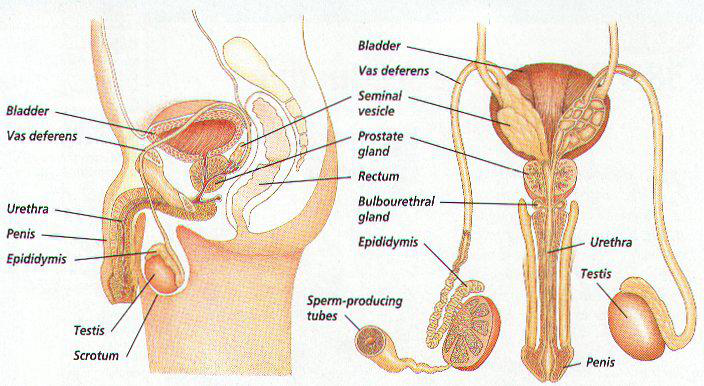 Bladder
Vas deferens
Urethra
Penis
Epididymis
Testis
Scrotum
Bladder
Vas deferens
Seminal
vesicle
Prostate
gland
Rectum
Bulbourethral
gland
Epididymis
Sperm-producing
tubes
Urethra
Testis
Penis